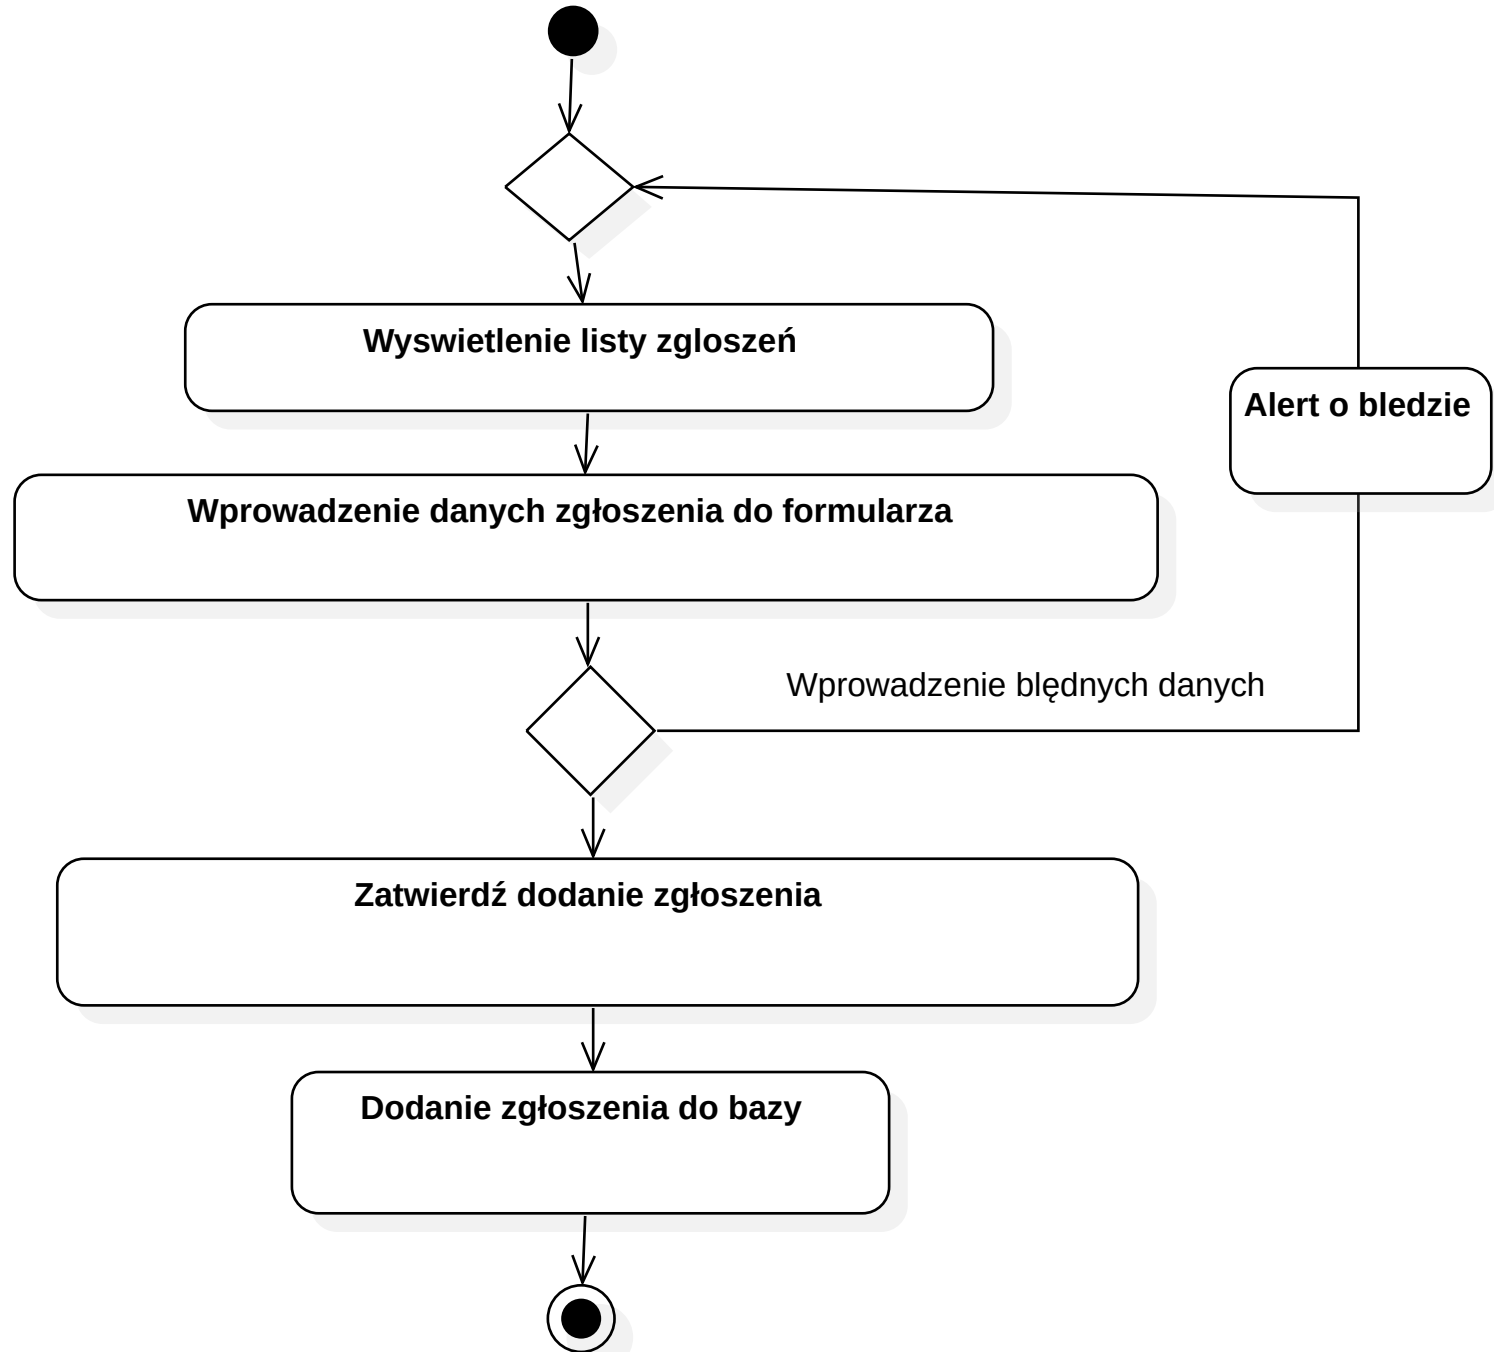 Wyswietlenie listy zgloszeń
Alert o bledzie
Wprowadzenie danych zgłoszenia do formularza
Wprowadzenie blędnych danych
Zatwierdź dodanie zgłoszenia
Dodanie zgłoszenia do bazy